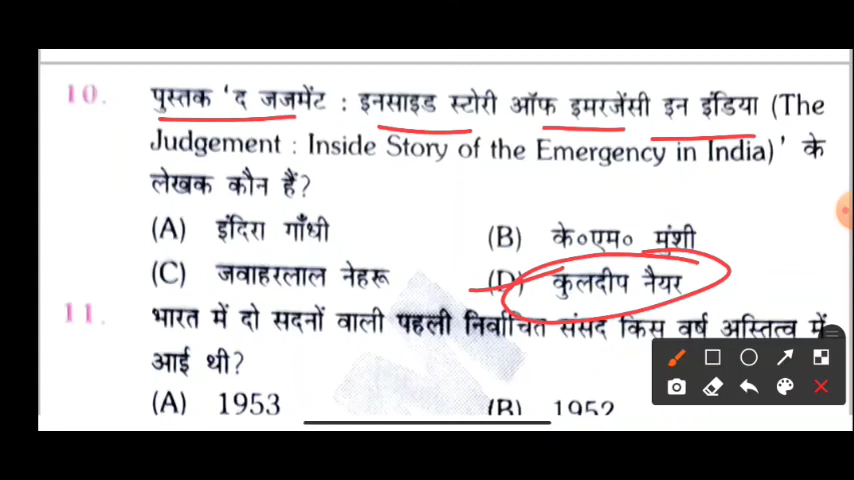 10. पुस्तक 'द जजमेंट : इनसाइड स्टोरी ऑफ इमरजेंसी इन इंडिया (The
Judgement : Inside Story of the Emergency in India)' के
लेखक कौन हैं?
(A) इंदिरा गाँधी (B) के०एम० मुंशी
(C) जवाहरलाल नेहरू (D) कुलदीप नैयर
11. भारत में दो सदनों वाली पहली निर्वाचित संसद किस वर्ष अस्तित्व में
आई थी?
(A) 1953 (B) 1952